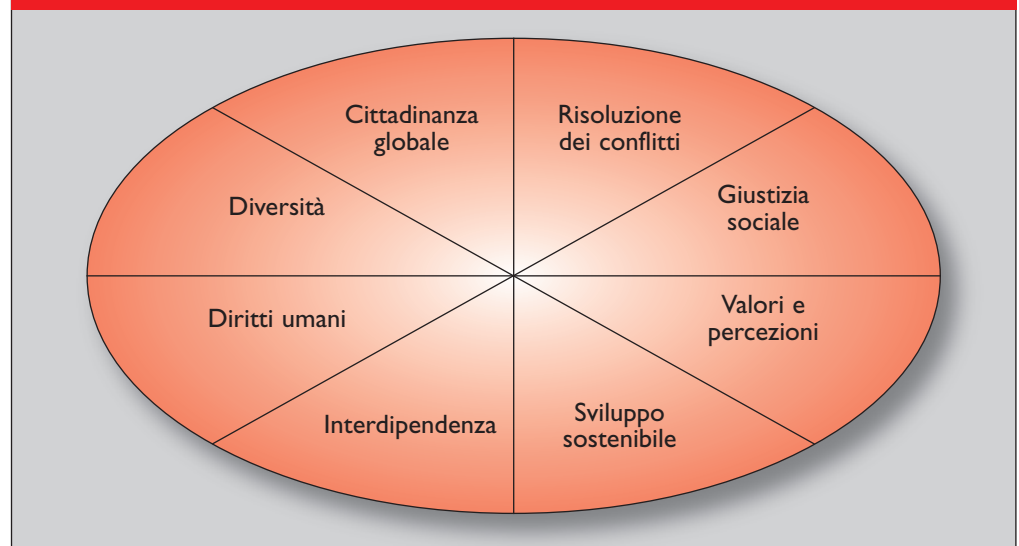 Cittadinanza
globale
Risoluzione
dei conflitti
Giustizia
sociale
Valori e
percezioni
Sviluppo
sostenibile
Interdipendenza
Diritti umani
Diversità